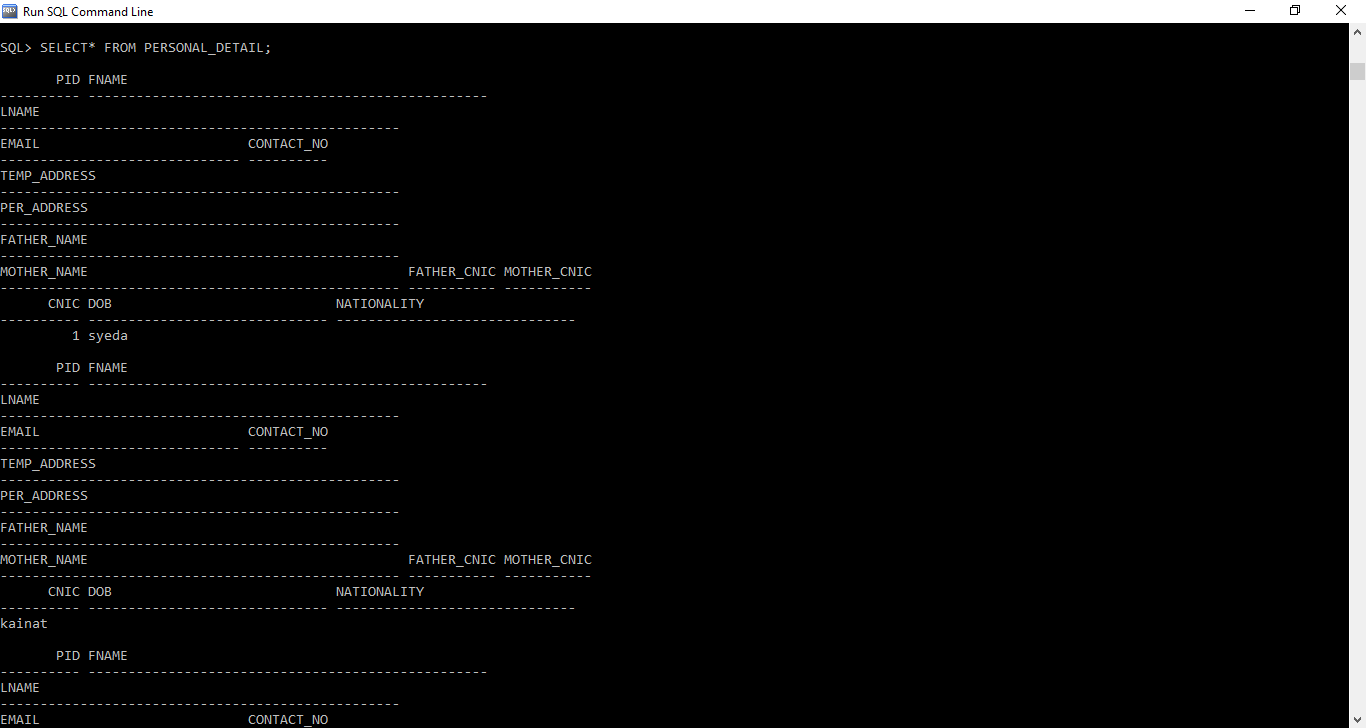 Run SQL Command Line
SQL> SELECT* FROM PERSONAL_DETAIL;
       PID FNAME
---------- --------------------------------------------------
LNAME
--------------------------------------------------
EMAIL                          CONTACT_NO
------------------------------ ----------
TEMP_ADDRESS
--------------------------------------------------
PER_ADDRESS
--------------------------------------------------
FATHER_NAME
--------------------------------------------------
MOTHER_NAME                                        FATHER_CNIC MOTHER_CNIC
-------------------------------------------------- ----------- -----------
      CNIC DOB                            NATIONALITY
---------- ------------------------------ ------------------------------
         1 syeda
       PID FNAME
---------- --------------------------------------------------
LNAME
--------------------------------------------------
EMAIL                          CONTACT_NO
------------------------------ ----------
TEMP_ADDRESS
--------------------------------------------------
PER_ADDRESS
--------------------------------------------------
FATHER_NAME
--------------------------------------------------
MOTHER_NAME                                        FATHER_CNIC MOTHER_CNIC
-------------------------------------------------- ----------- -----------
      CNIC DOB                            NATIONALITY
---------- ------------------------------ ------------------------------
kainat
       PID FNAME
---------- --------------------------------------------------
LNAME
--------------------------------------------------
EMAIL                          CONTACT_NO